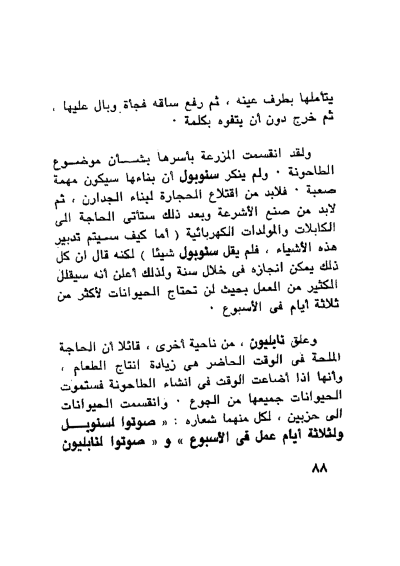 يتأملها بطرف عينه ، ثم رفع ساقه فجأة وبال عليها ،
ثم خرج دون أن يتفوه بكلمة ·
ولقد انقسمت المزرعة بأسرها بشـــأن موضـــوع
الطاحونة · ولم ينكر سنوبول أن بناءها سيكون مهمة
صعبة · فلابد من اقتلاع الحجارة لبناء الجدارن ، ثم
لابد من صنع الأشرعة وبعد ذلك ستأتى الحاجة الى
الكابلات والمولدات الكهربائية ( أما كيف سيتم تدبير
هذه الأشياء ، فلم يقل سنوبول شيئا ) لكنه قال ان كل
ذلك يمكن انجازه فى خلال سنة ولذلك أعلن أنه سيقلل
الكثير من العمل بحيث لن تحتاج الحيوانات لأكثر من
ثلاثة أيام فى الأسبوع ·
وعلق نابليون ، من ناحية أخرى ، قائلا أن الحاجة
الملحة فى الوقت الحاضر هى زيادة انتاج الطعام ،
وأنها اذا أضاعت الوقت فى انشاء الطاحونة فستموت
الحيوانات جميعها من الجوع · وانقسمت الحيوانات
الى حزبين ، لكل منهما شعاره : « صوتوا لسنوبـــل
ولثلاثة أيام عمل فى الأسبوع » و « صوتوا لنابليون
٨٨